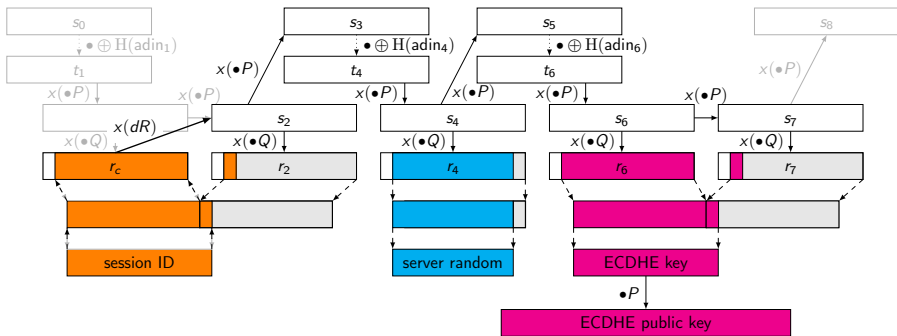 s0 s3 s5 s8
• ⊕ H(adin1) • ⊕ H(adin4) • ⊕ H(adin6)
t1 x(•P) t4 x(•P) t6 x(•P)
x(•P) x(•P) x(•P) x(•P) x(•P)
x(dR) s2 s4 s6 s7
x(•Q) x(•Q) x(•Q) x(•Q) x(•Q)
rc r2 r4 r6 r7
session ID server random ECDHE key
•P
ECDHE public key